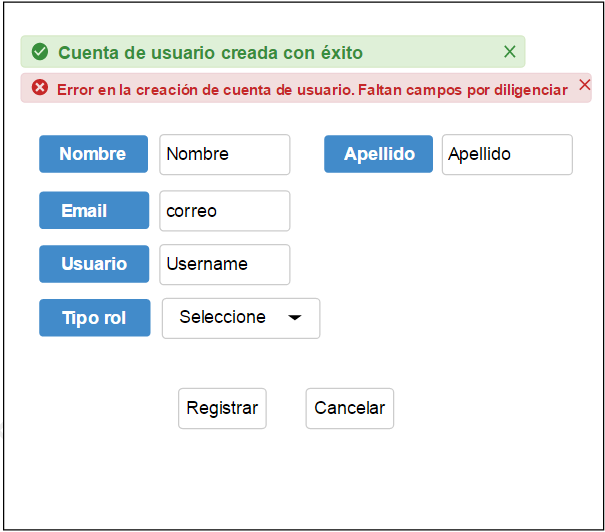 Cuenta de usuario creada con éxito
Error en la creación de cuenta de usuario. Faltan campos por diligenciar
Nombre Nombre Apellido Apellido
Email correo
Usuario Username
Tipo rol Seleccione
Registrar Cancelar